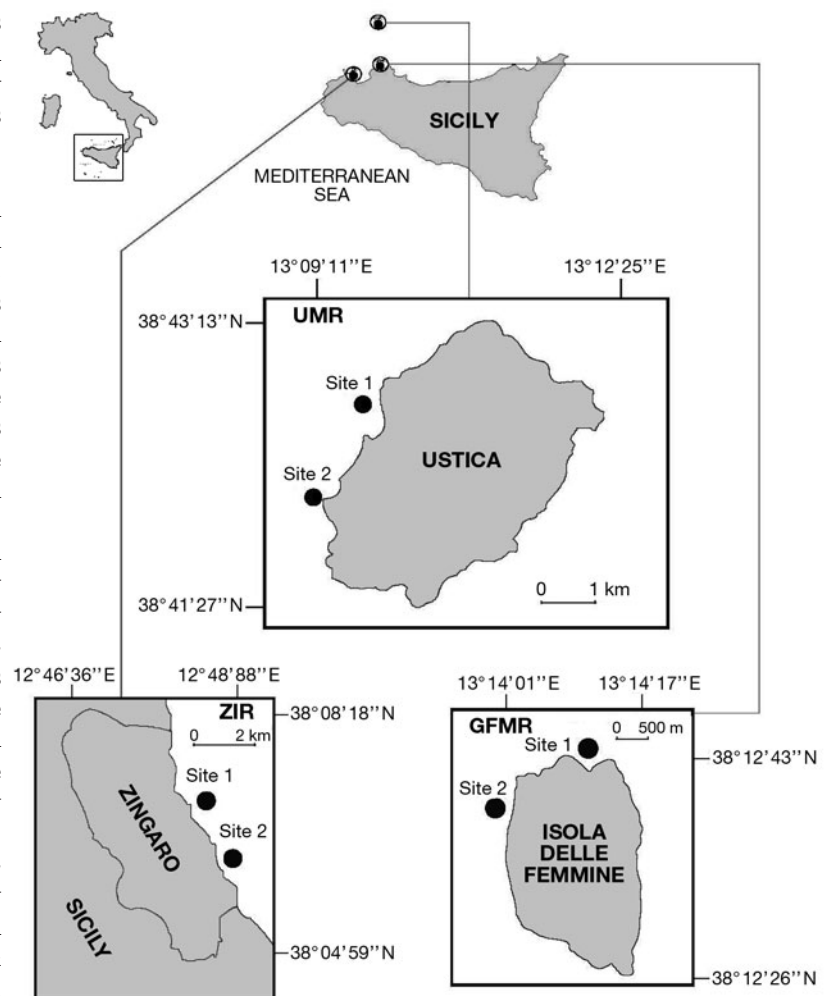 SICILY
MEDITERRANEAN
SEA
13°09’11’’E
13°12’25’’E
38°43’13’’N
UMR
Site 1
USTICA
Site 2
0 1 km
38°41’27’’N
12°46’36’’E
12°48’88’’E
ZIR
38°08’18’’N
0 2 km
Site 1
Site 2
ZINGARO
SICILY
38°04’59’’N
13°14’01’’E
13°14’17’’E
GFMR
0 500 m
Site 1
38°12’43’’N
Site 2
ISOLA
DELLE
FEMMINE
38°12’26’’N